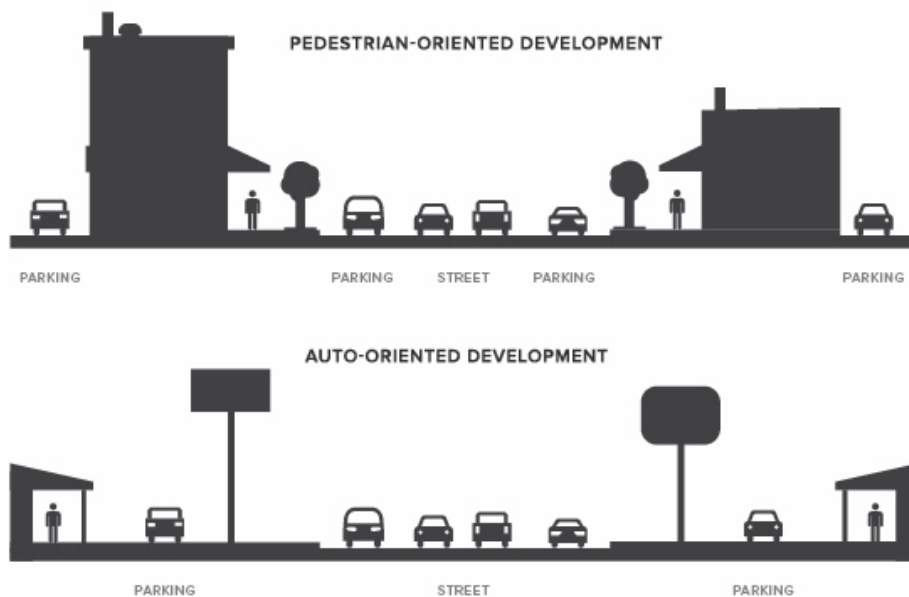 PEDESTRIAN-ORIENTED DEVELOPMENT
PARKING PARKING STREET PARKING PARKING
AUTO-ORIENTED DEVELOPMENT
PARKING STREET PARKING